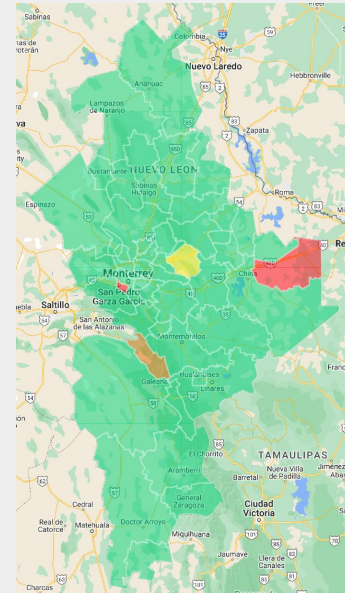 Sabinas
Colombia
Nye
Nuevo Laredo
Hebbronville
Anáhuac
Lampazos
de Naranjo
Zapata
Bustamante
NUEVO LEON
Sabinas
Hidalgo
Roma
Espinazo
China
Monterrey
San Pedro
Garza García
Saltillo
San Antonio
de las Alazanas
Montemorelos
Galeana
Hualahuises
Linares
El Chorrito
TAMAULIPAS
Aramberri
Nueva Villa
de Padilla
Barretal
General
Zaragoza
Cedral
Ciudad
Victoria
Real de
Catorce
Matehuala
Doctor Arroyo
Miquihuana
Jaumave
Llera de
Canales
Charcas